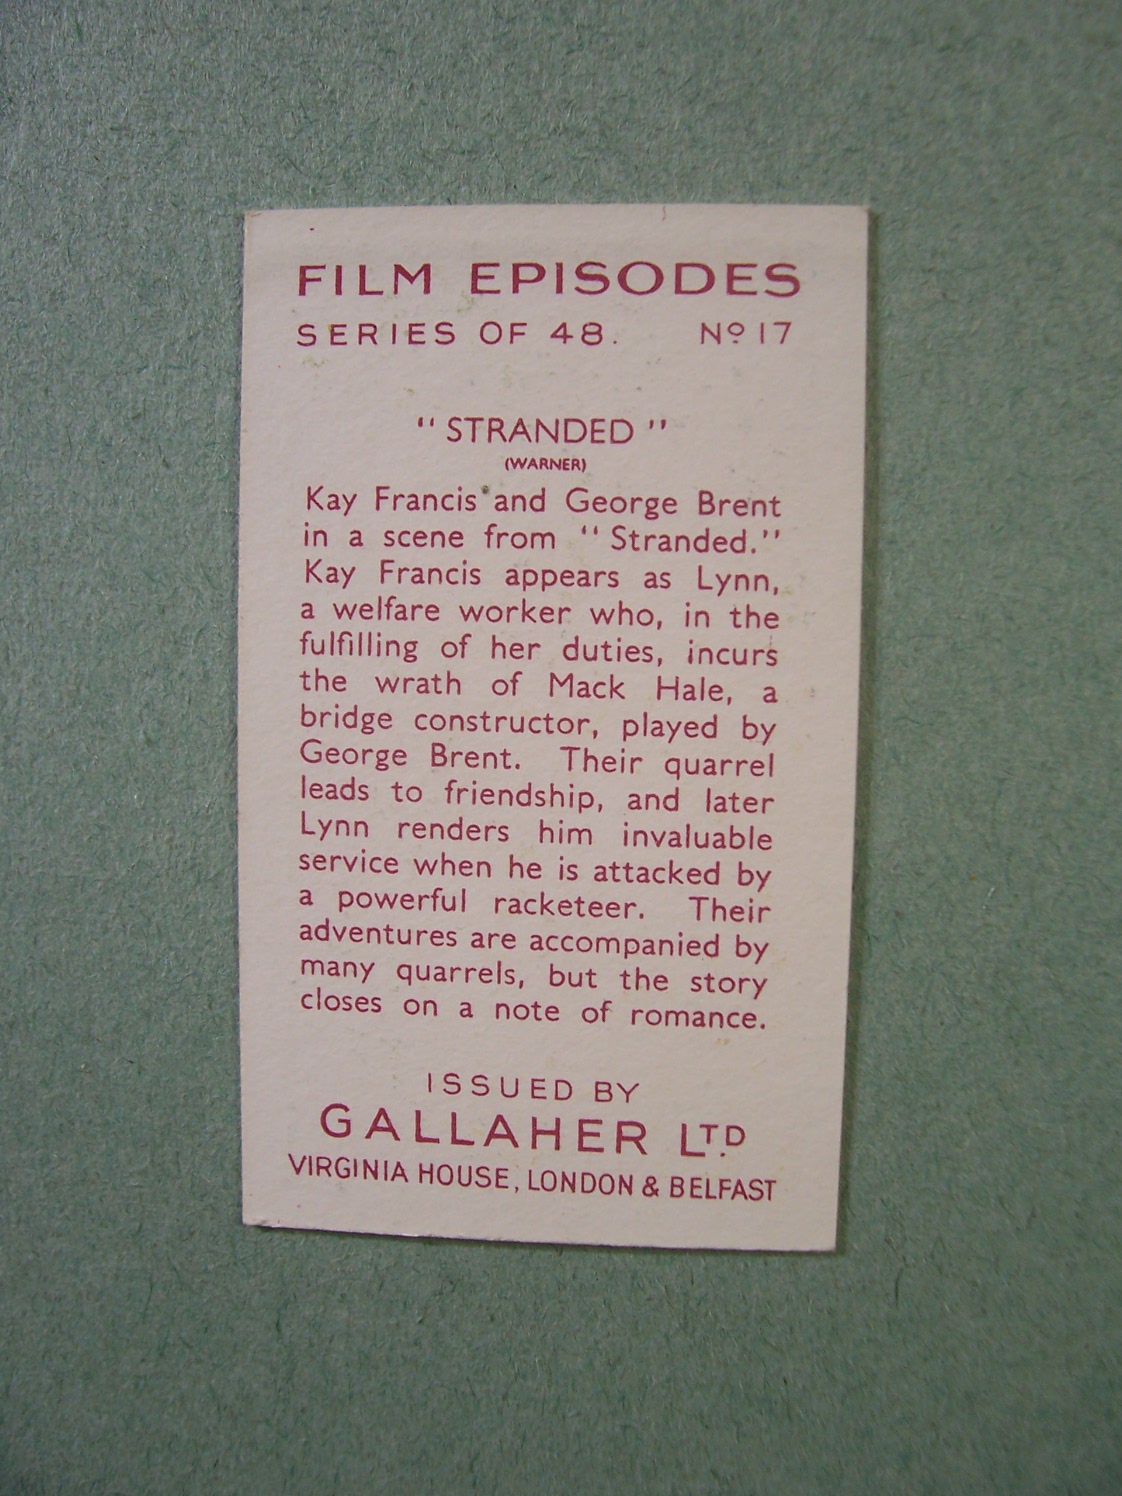 FILM EPISODES
SERIES OF 48. Nº 17
" STRANDED "
(WARNER)
Kay Francis and George Brent
in a scene from " Stranded."
Kay Francis appears as Lynn,
a welfare worker who, in the
fulfilling of her duties, incurs
the wrath of Mack Hale, a
bridge constructor, played by
George Brent. Their quarrel
leads to friendship, and later
Lynn renders him invaluable
service when he is attacked by
a powerful racketeer. Their
adventures are accompanied by
many quarrels, but the story
closes on a note of romance.
ISSUED BY
GALLAHER LTD
VIRGINIA HOUSE, LONDON & BELFAST